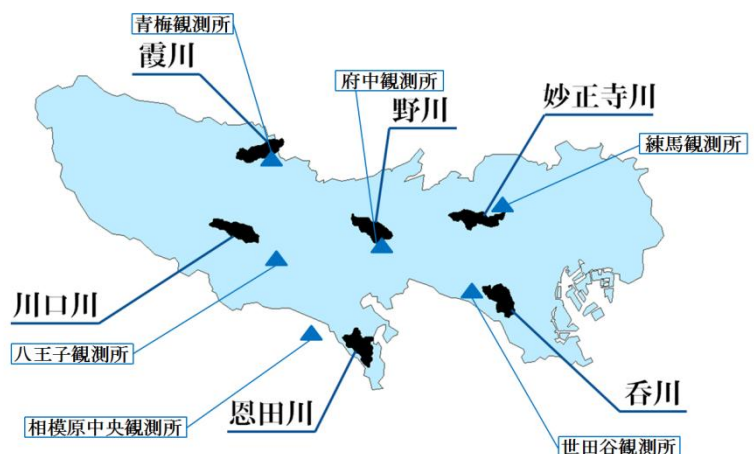 青梅観測所
霞川
府中観測所
野川
妙正寺川
練馬観測所
川口川
八王子観測所
相模原中央観測所
恩田川
呑川
世田谷観測所